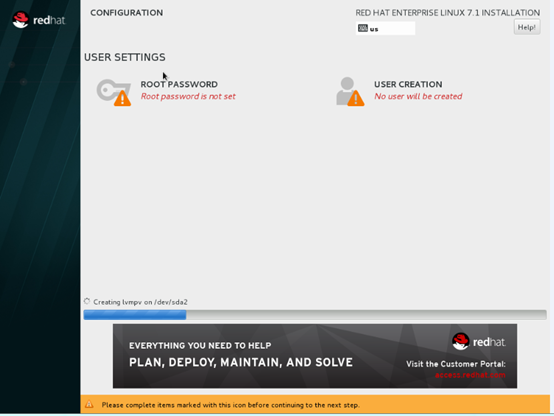 redhat
CONFIGURATION
RED HAT ENTERPRISE LINUX 7.1 INSTALLATION
us
Help!
USER SETTINGS
ROOT PASSWORD
Root password is not set
USER CREATION
No user will be created
Creating lvmpv on /dev/sda2
EVERYTHING YOU NEED TO HELP
PLAN, DEPLOY, MAINTAIN, AND SOLVE
redhat
Visit the Customer Portal:
access.redhat.com
Please complete items marked with this icon before continuing to the next step.